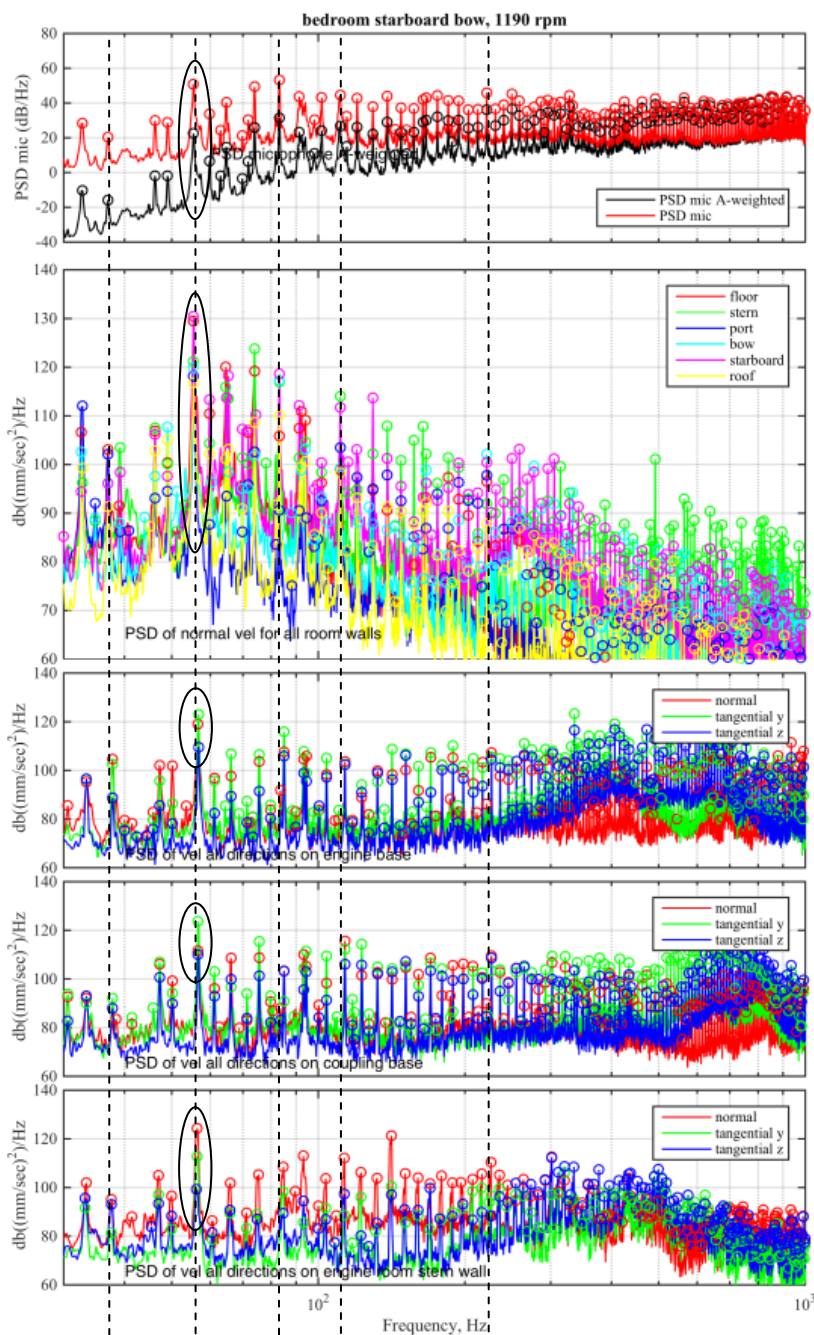 bedroom starboard bow, 1190 rpm
80
60
40
20
0
-20
-40
PSD mic (dB/Hz)
PSD microphone A-weighted
PSD mic A-weighted
PSD mic
140
130
120
110
100
90
80
70
60
db((mm/sec)²)/Hz
floor
stern
port
bow
starboard
roof
PSD of normal vel for all room walls
140
120
100
80
60
db((mm/sec)²)/Hz
normal
tangential y
tangential z
PSD of vel all directions on engine base
140
120
100
80
60
db((mm/sec)²)/Hz
normal
tangential y
tangential z
PSD of vel all directions on coupling base
140
120
100
80
60
db((mm/sec)²)/Hz
normal
tangential y
tangential z
PSD of vel all directions on engine room stern wall
10²
10³
Frequency, Hz